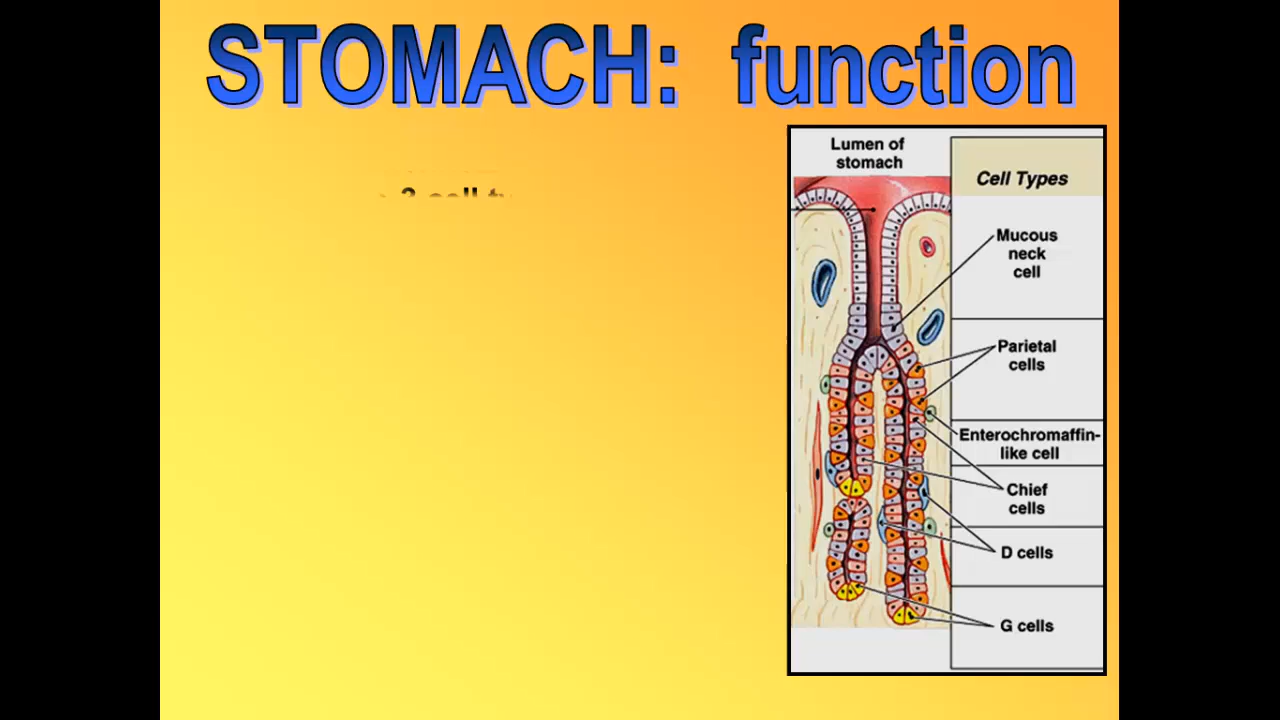 STOMACH: function
Lumen of
stomach
Cell Types
Mucous
neck
cell
Parietal
cells
Enterochromaffin-
like cell
Chief
cells
D cells
G cells